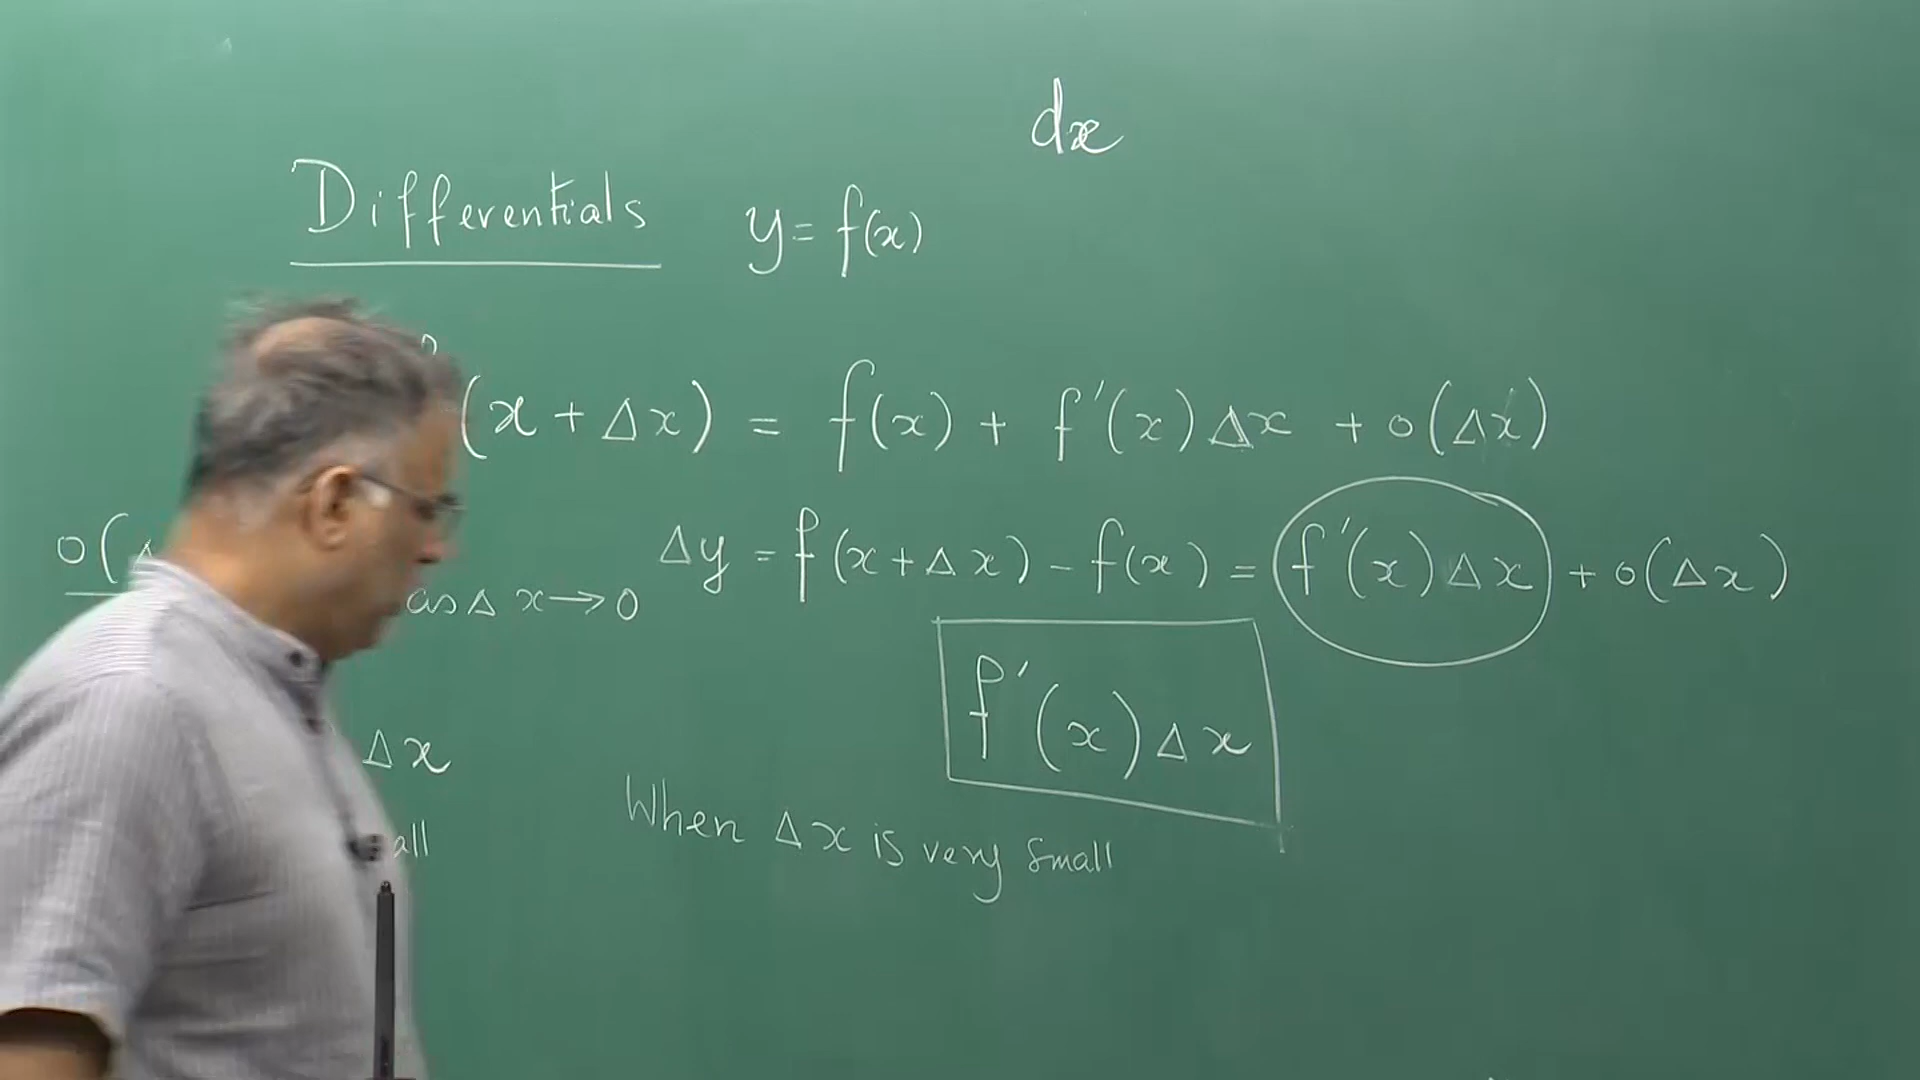 dx
Differentials y = f(x)
(x + Δx) = f(x) + f'(x) Δx + o(Δx)
Δy = f(x + Δx) - f(x) = f'(x) Δx + o(Δx)
o(Δ as Δx → 0
f'(x) Δx
Δx
When Δx is very small
all